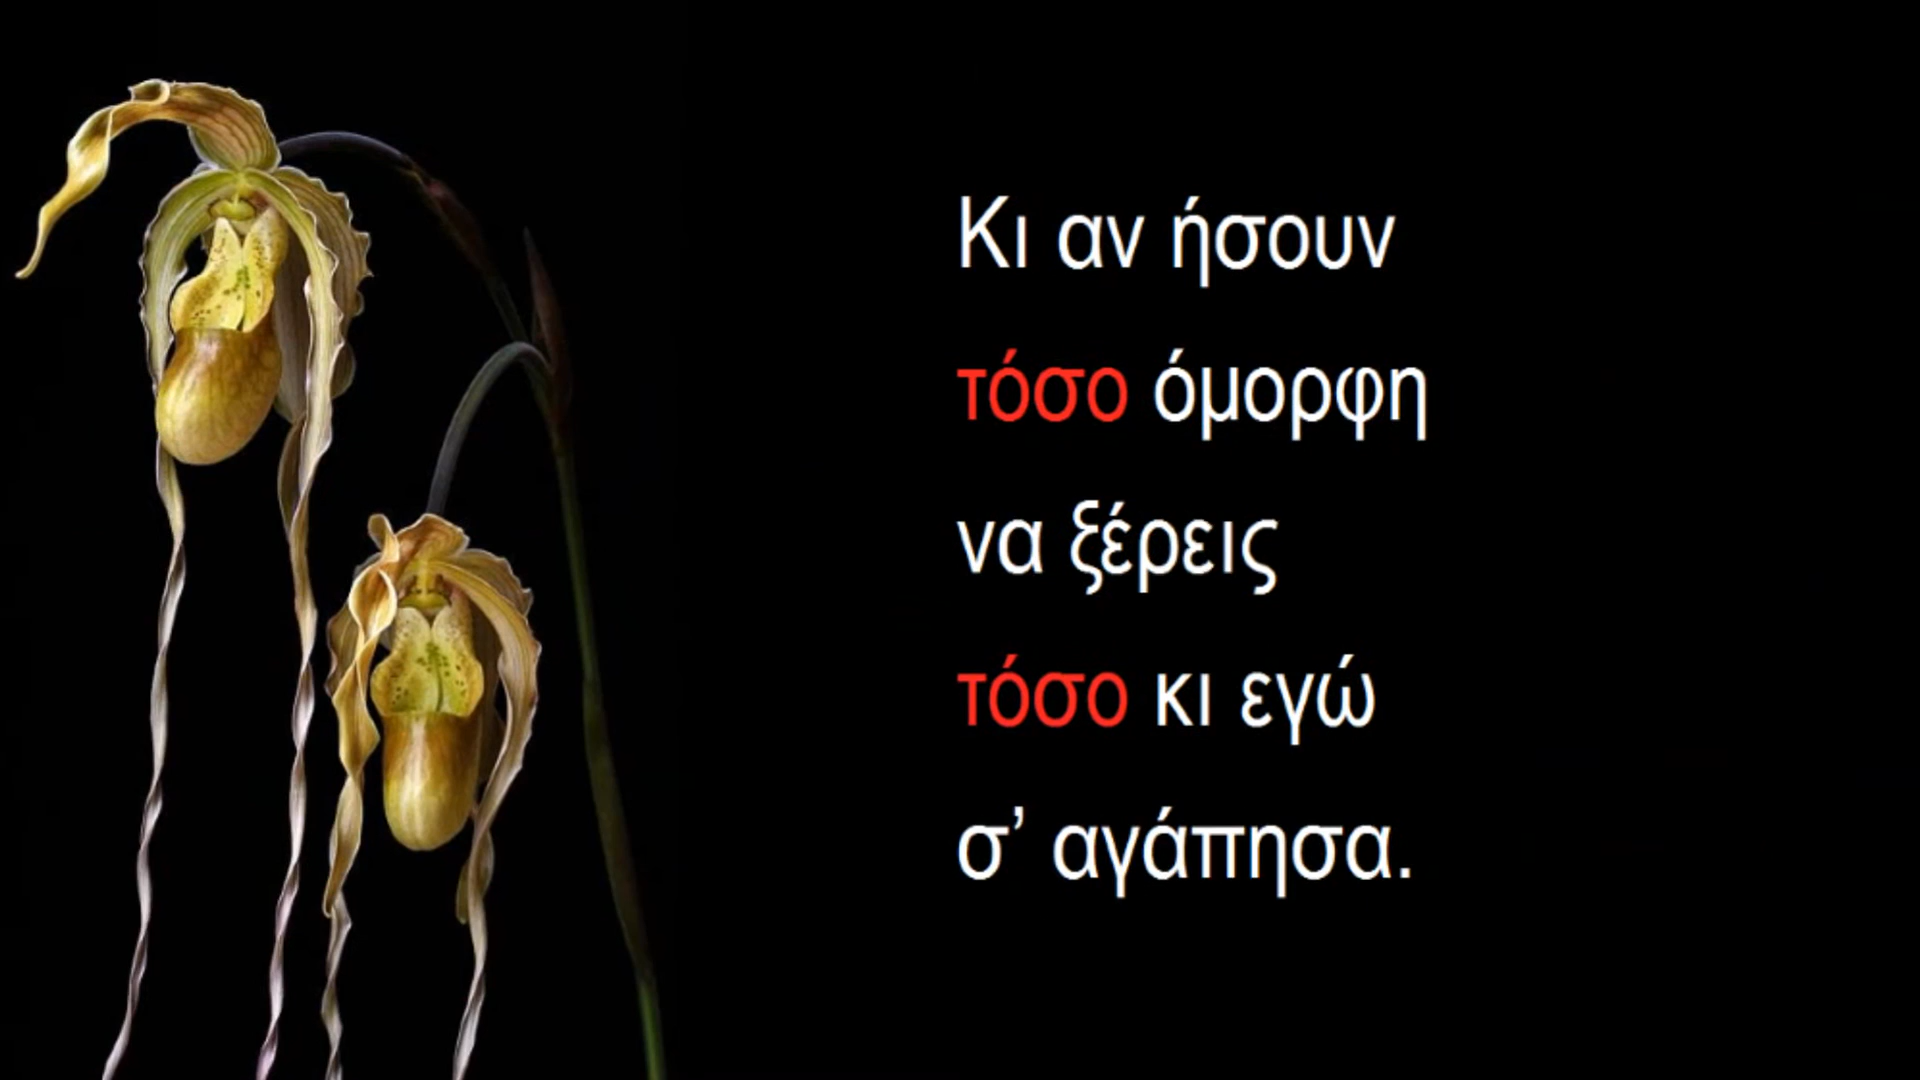 Κι αν ήσουν
τόσο όμορφη
να ξέρεις
τόσο κι εγώ
σ’ αγάπησα.